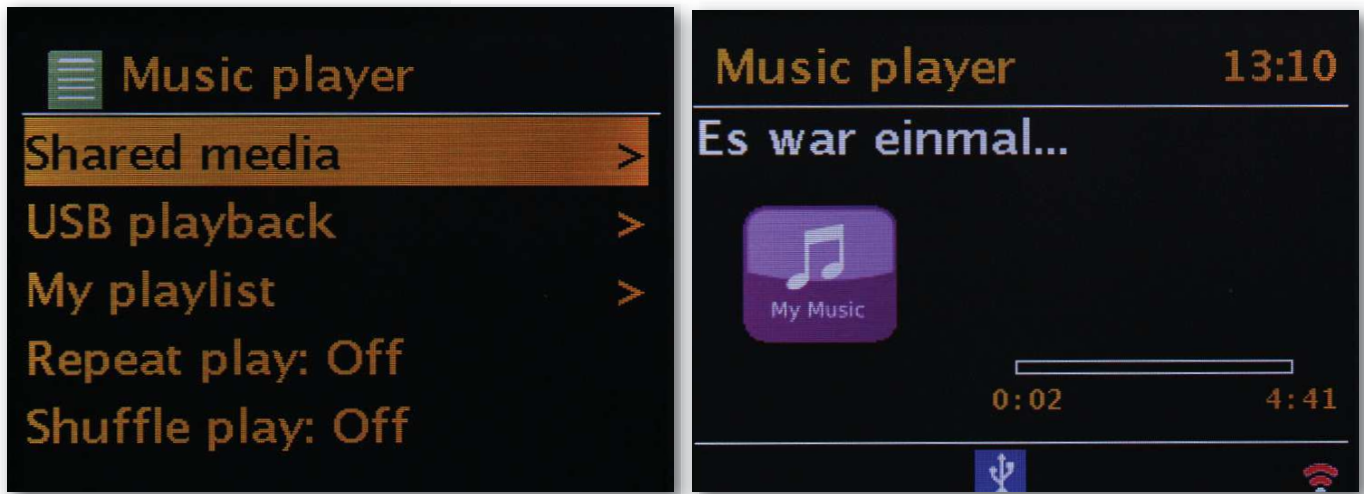 Music player
Shared media >
USB playback >
My playlist >
Repeat play: Off
Shuffle play: Off
Music player 13:10
Es war einmal...
My Music
0:02 4:41